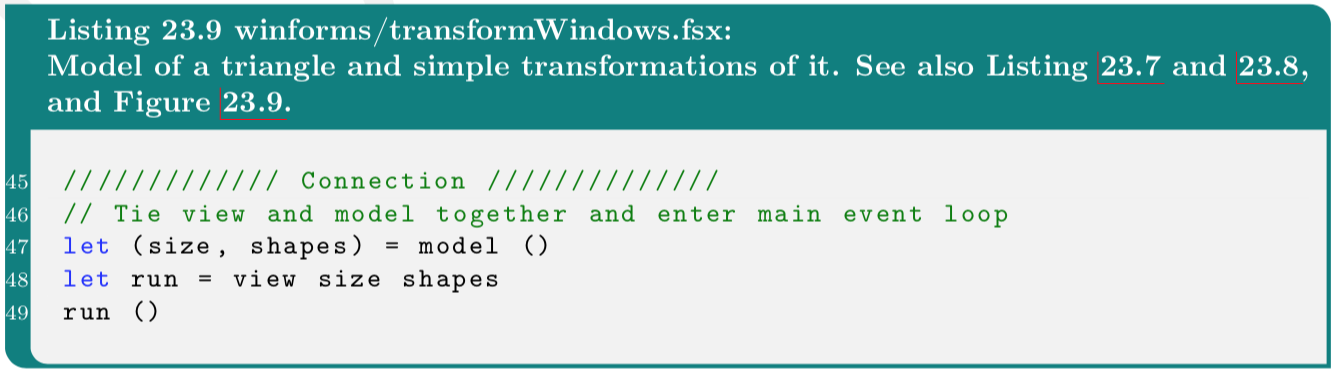 Listing 23.9 winforms/transformWindows.fsx:
Model of a triangle and simple transformations of it. See also Listing 23.7 and 23.8,
and Figure 23.9.
45 ///////////// Connection //////////////
46 // Tie view and model together and enter main event loop
47 let (size, shapes) = model ()
48 let run = view size shapes
49 run ()